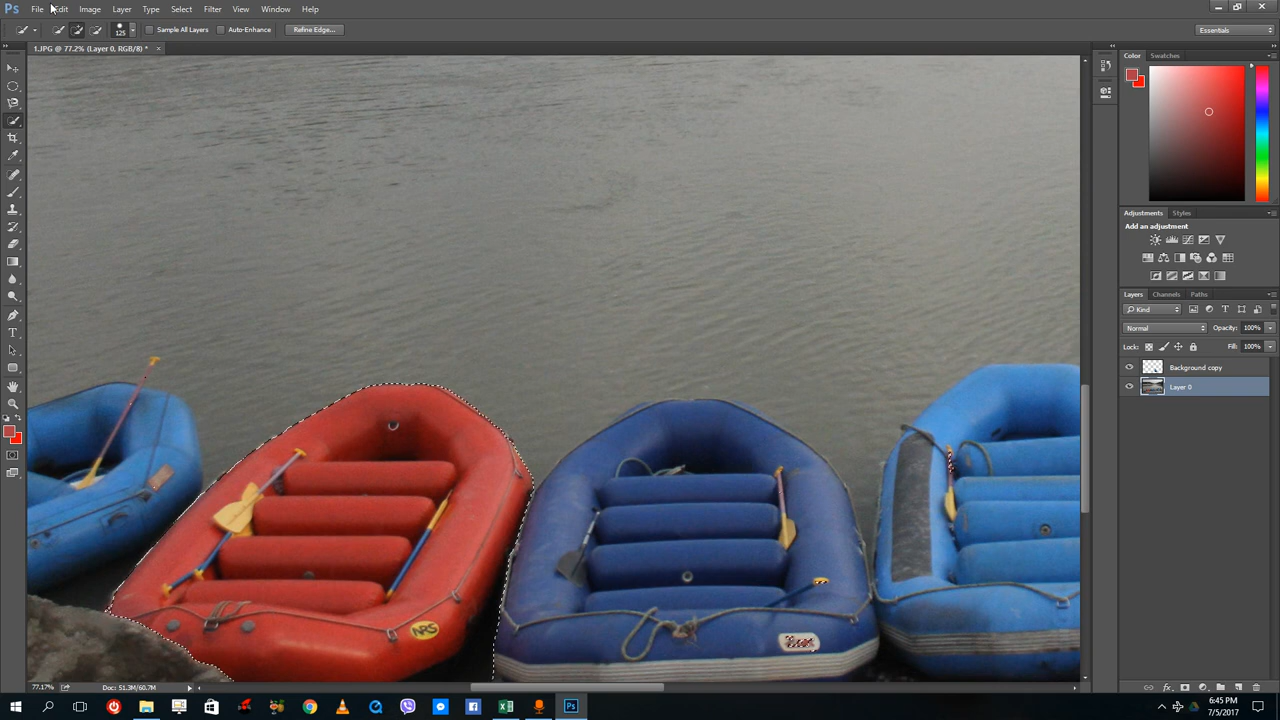 Ps File Edit Image Layer Type Select Filter View Window Help
125 Sample All Layers Auto-Enhance Refine Edge... Essentials
1.JPG @ 77.2% (Layer 0, RGB/8) *
Color Swatches
Adjustments Styles
Add an adjustment
Layers Channels Paths
Kind
Normal Opacity: 100%
Lock: Fill: 100%
Background copy
Layer 0
NRS
77.17% Doc: 51.3M/60.7M
6:45 PM
7/5/2017